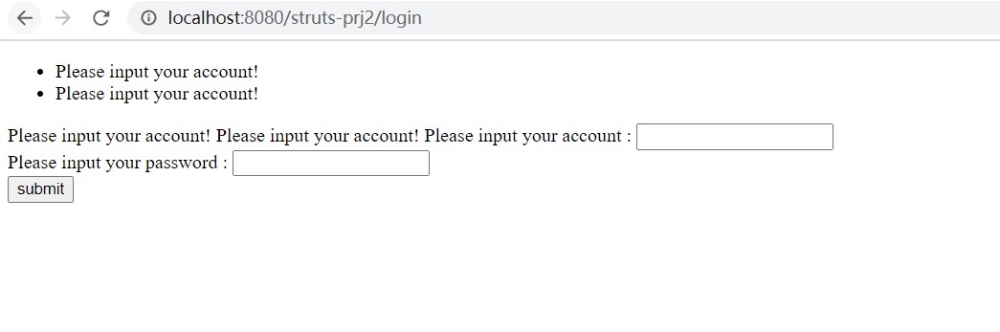 localhost:8080/struts-prj2/login
Please input your account!
Please input your account!
Please input your account! Please input your account! Please input your account :
Please input your password :
submit